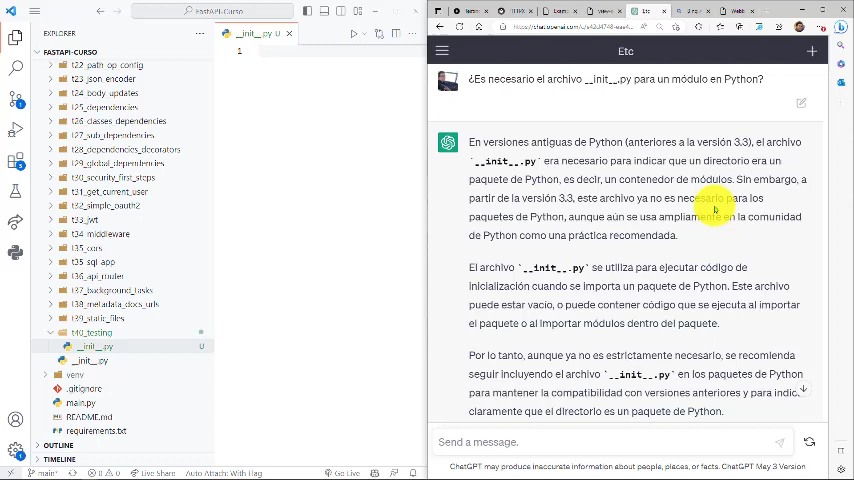 FastAPI-Curso
EXPLORER
FASTAPI-CURSO
t22_path_op_config
t23_json_encoder
t24_body_updates
t25_dependencies
t26_classes_dependencies
t27_sub_dependencies
t28_dependencies_decorators
t29_global_dependencies
t30_security_first_steps
t31_get_current_user
t32_simple_oauth2
t33_jwt
t34_middleware
t35_cors
t35_sql_app
t36_api_router
t37_background_tasks
t38_metadata_docs_urls
t39_static_files
t40_testing
__init__.py U
__init__.py
venv
.gitignore
main.py
README.md
requirements.txt
OUTLINE
TIMELINE
main*
0 0
Live Share
Auto Attach: With Flag
Go Live
__init__.py U
1
Etc
https://chat.openai.com/c/
Etc
¿Es necesario el archivo __init__.py para un módulo en Python?
En versiones antiguas de Python (anteriores a la versión 3.3), el archivo
`__init__.py` era necesario para indicar que un directorio era un
paquete de Python, es decir, un contenedor de módulos. Sin embargo, a
partir de la versión 3.3, este archivo ya no es necesario para los
paquetes de Python, aunque aún se usa ampliamente en la comunidad
de Python como una práctica recomendada.
El archivo `__init__.py` se utiliza para ejecutar código de
inicialización cuando se importa un paquete de Python. Este archivo
puede estar vacío, o puede contener código que se ejecuta al importar
el paquete o al importar módulos dentro del paquete.
Por lo tanto, aunque ya no es estrictamente necesario, se recomienda
seguir incluyendo el archivo `__init__.py` en los paquetes de Python
para mantener la compatibilidad con versiones anteriores y para indic
claramente que el directorio es un paquete de Python.
Send a message.
ChatGPT may produce inaccurate information about people, places, or facts. ChatGPT May 3 Version